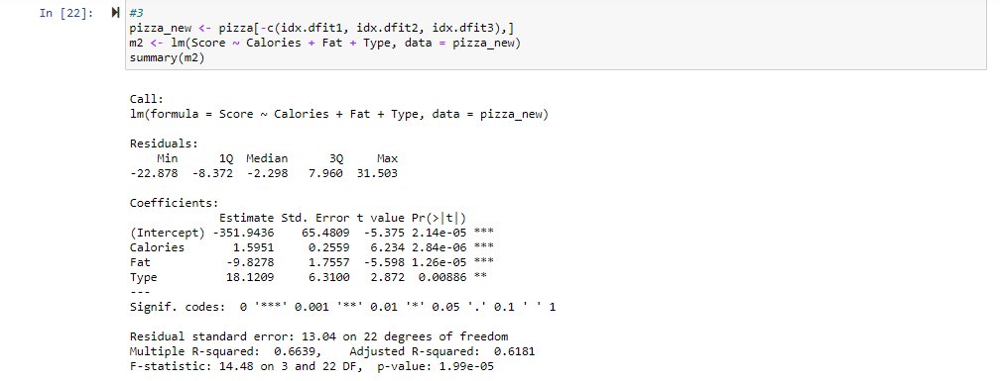 In [22]:
#3
pizza_new <- pizza[-c(idx.dfit1, idx.dfit2, idx.dfit3),]
m2 <- lm(Score ~ Calories + Fat + Type, data = pizza_new)
summary(m2)
Call:
lm(formula = Score ~ Calories + Fat + Type, data = pizza_new)
Residuals:
    Min      1Q  Median      3Q     Max
-22.878  -8.372  -2.298   7.960  31.503
Coefficients:
             Estimate Std. Error t value Pr(>|t|)
(Intercept) -351.9436    65.4809  -5.375 2.14e-05 ***
Calories       1.5951     0.2559   6.234 2.84e-06 ***
Fat           -9.8278     1.7557  -5.598 1.26e-05 ***
Type          18.1209     6.3100   2.872  0.00886 **
---
Signif. codes:  0 '***' 0.001 '**' 0.01 '*' 0.05 '.' 0.1 ' ' 1
Residual standard error: 13.04 on 22 degrees of freedom
Multiple R-squared:  0.6639,	Adjusted R-squared:  0.6181
F-statistic: 14.48 on 3 and 22 DF,  p-value: 1.99e-05